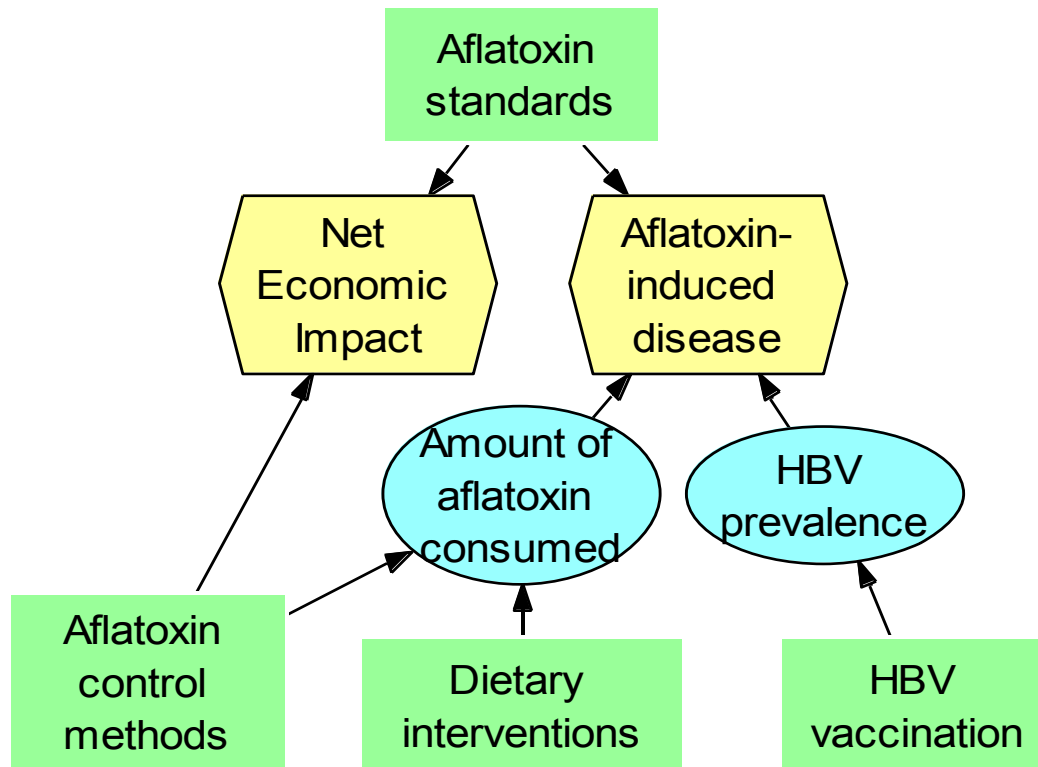 Aflatoxin
standards
Net
Economic
Impact
Aflatoxin-
induced
disease
Amount of
aflatoxin
consumed
HBV
prevalence
Aflatoxin
control
methods
Dietary
interventions
HBV
vaccination